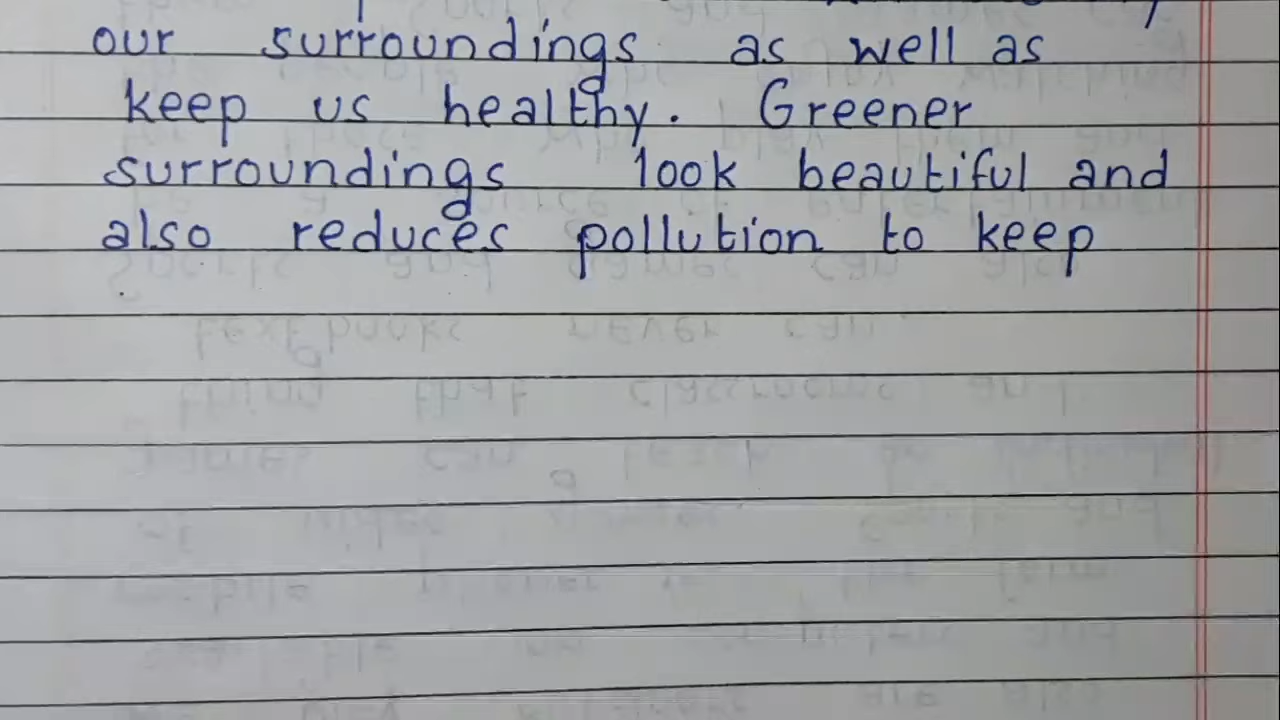 our surroundings as well as
keep us healthy. Greener
surroundings look beautiful and
also reduces pollution to keep